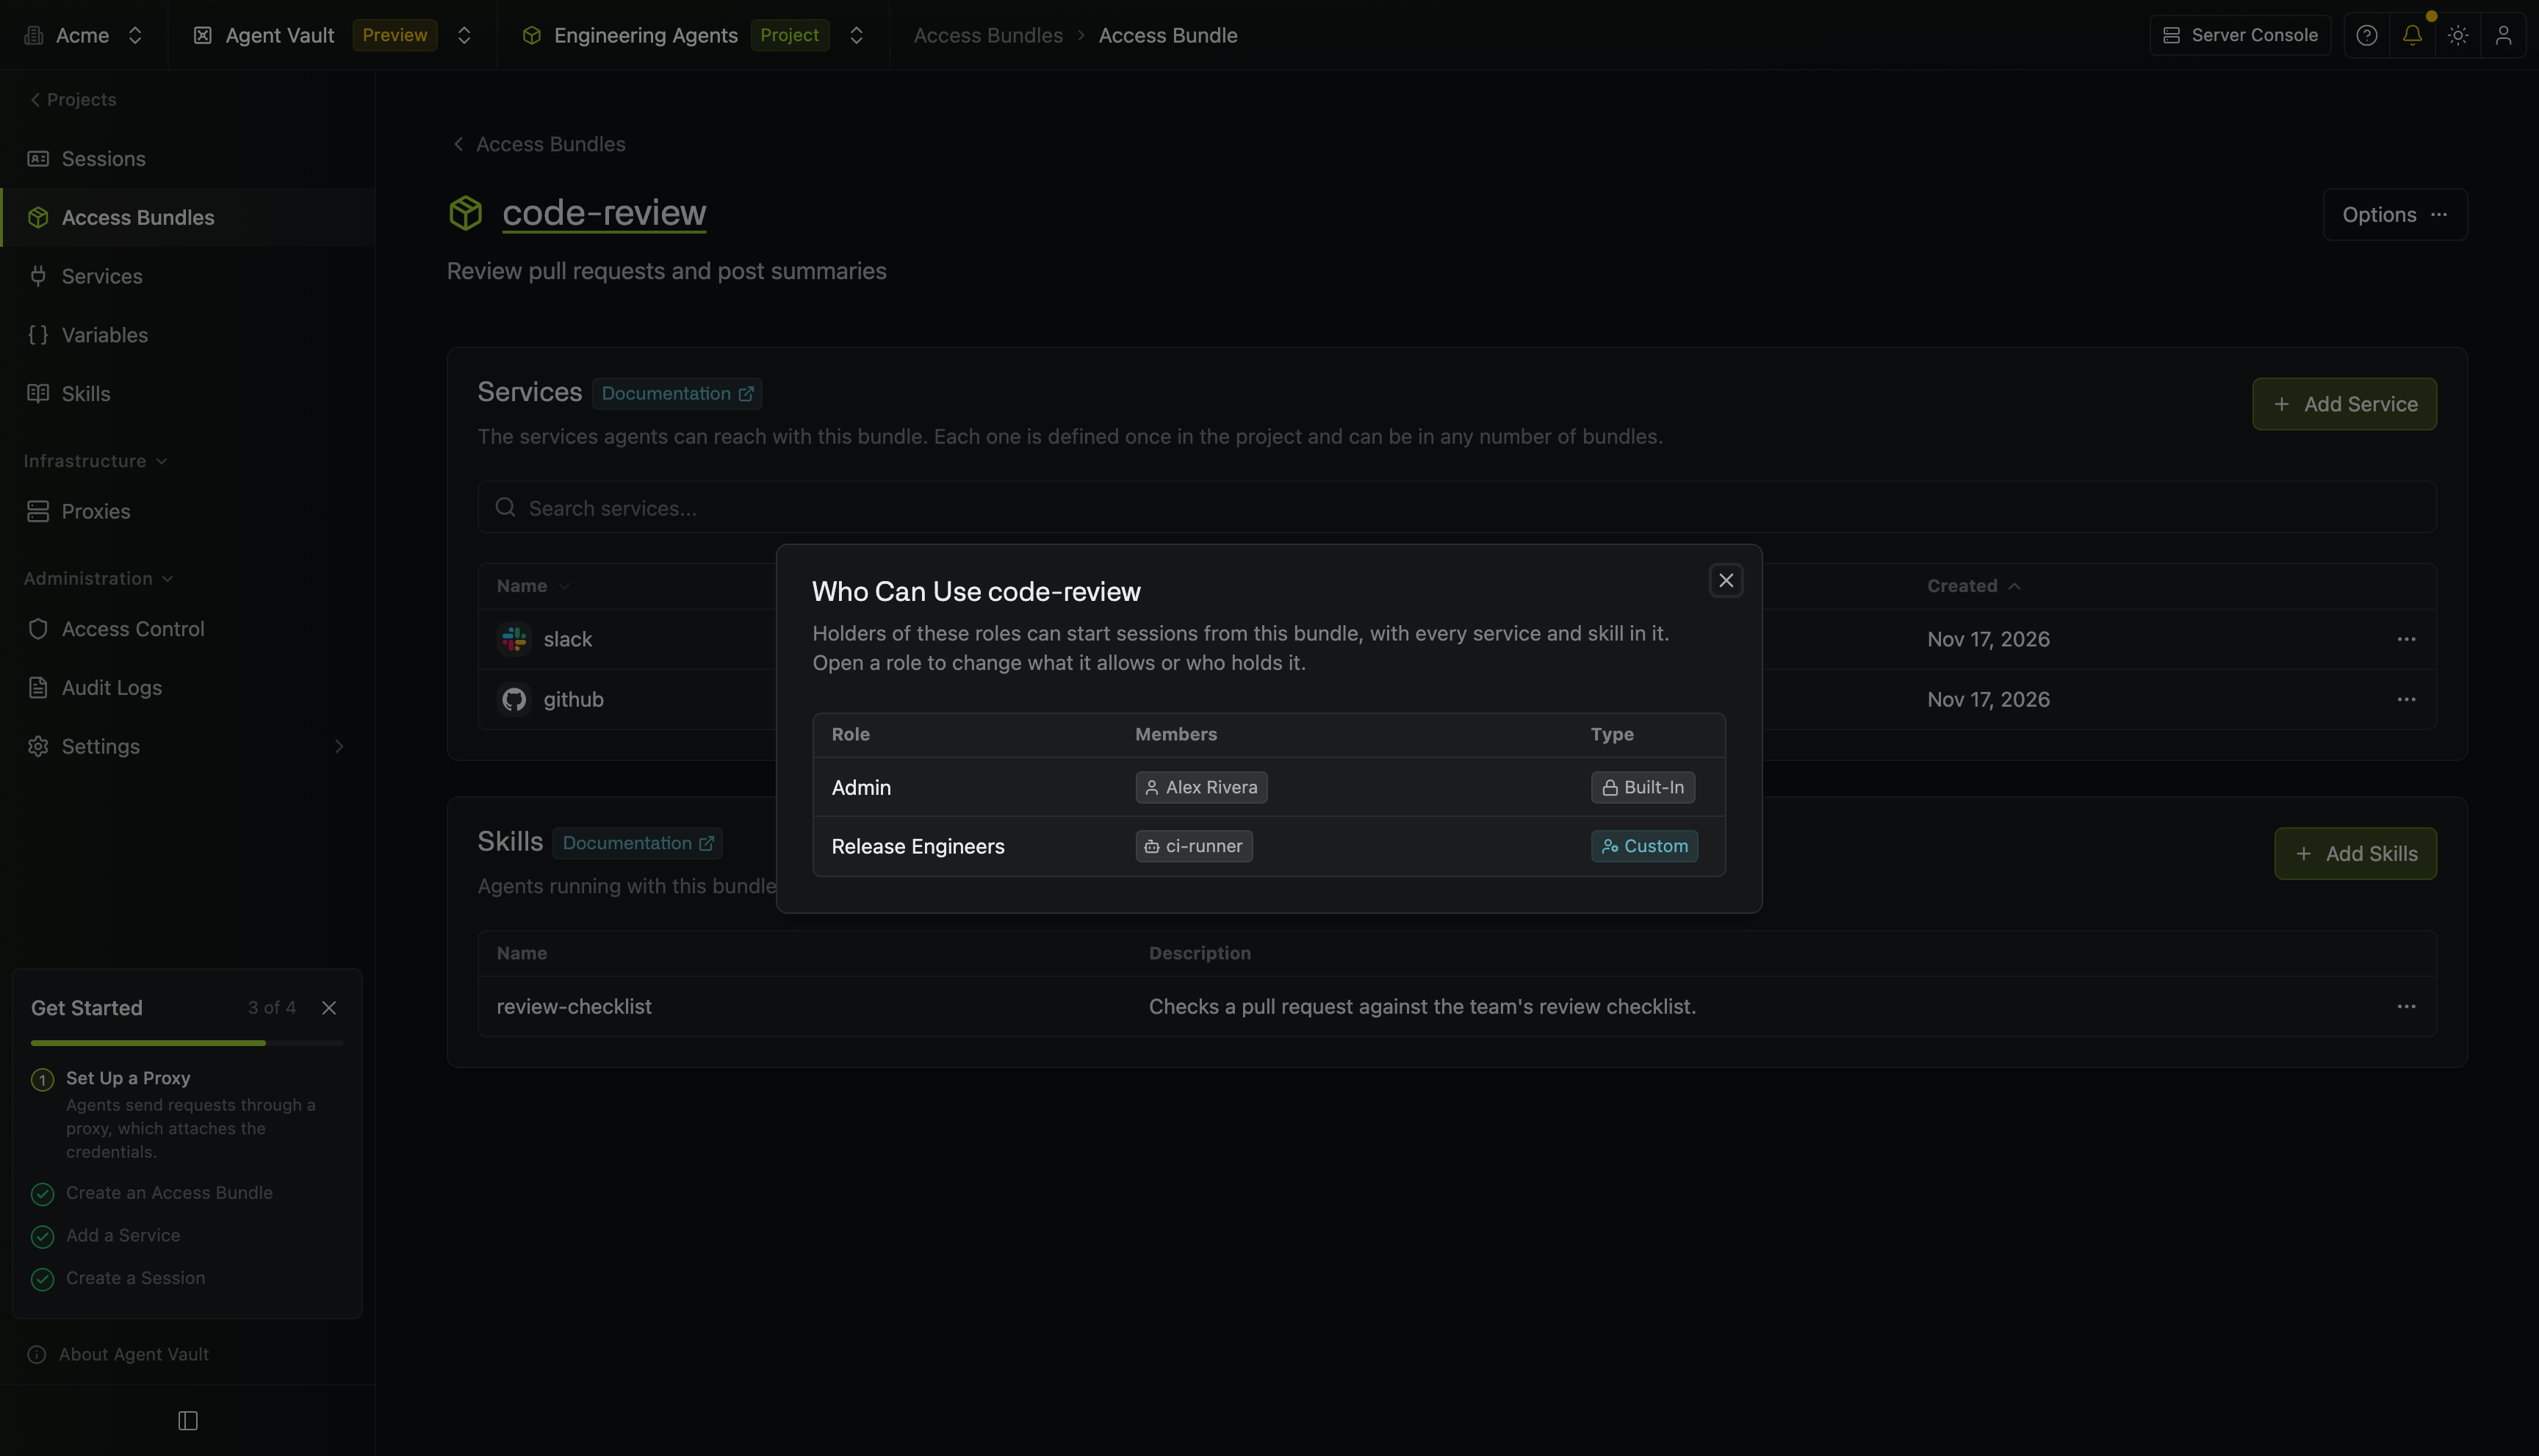 Acme
Agent Vault
Preview
Engineering Agents
Project
Access Bundles
Access Bundle
Server Console
Projects
Sessions
Access Bundles
Services
Variables
Skills
Infrastructure
Proxies
Administration
Access Control
Audit Logs
Settings
Get Started
3 of 4
1
Set Up a Proxy
Agents send requests through a
proxy, which attaches the
credentials.
Create an Access Bundle
Add a Service
Create a Session
About Agent Vault
Access Bundles
code-review
Options
Review pull requests and post summaries
Services
Documentation
Add Service
The services agents can reach with this bundle. Each one is defined once in the project and can be in any number of bundles.
Search services...
Name
Created
slack
Nov 17, 2026
github
Nov 17, 2026
Who Can Use code-review
Holders of these roles can start sessions from this bundle, with every service and skill in it.
Open a role to change what it allows or who holds it.
Role
Members
Type
Admin
Alex Rivera
Built-In
Release Engineers
ci-runner
Custom
Skills
Documentation
Add Skills
Agents running with this bundle
Name
Description
review-checklist
Checks a pull request against the team's review checklist.